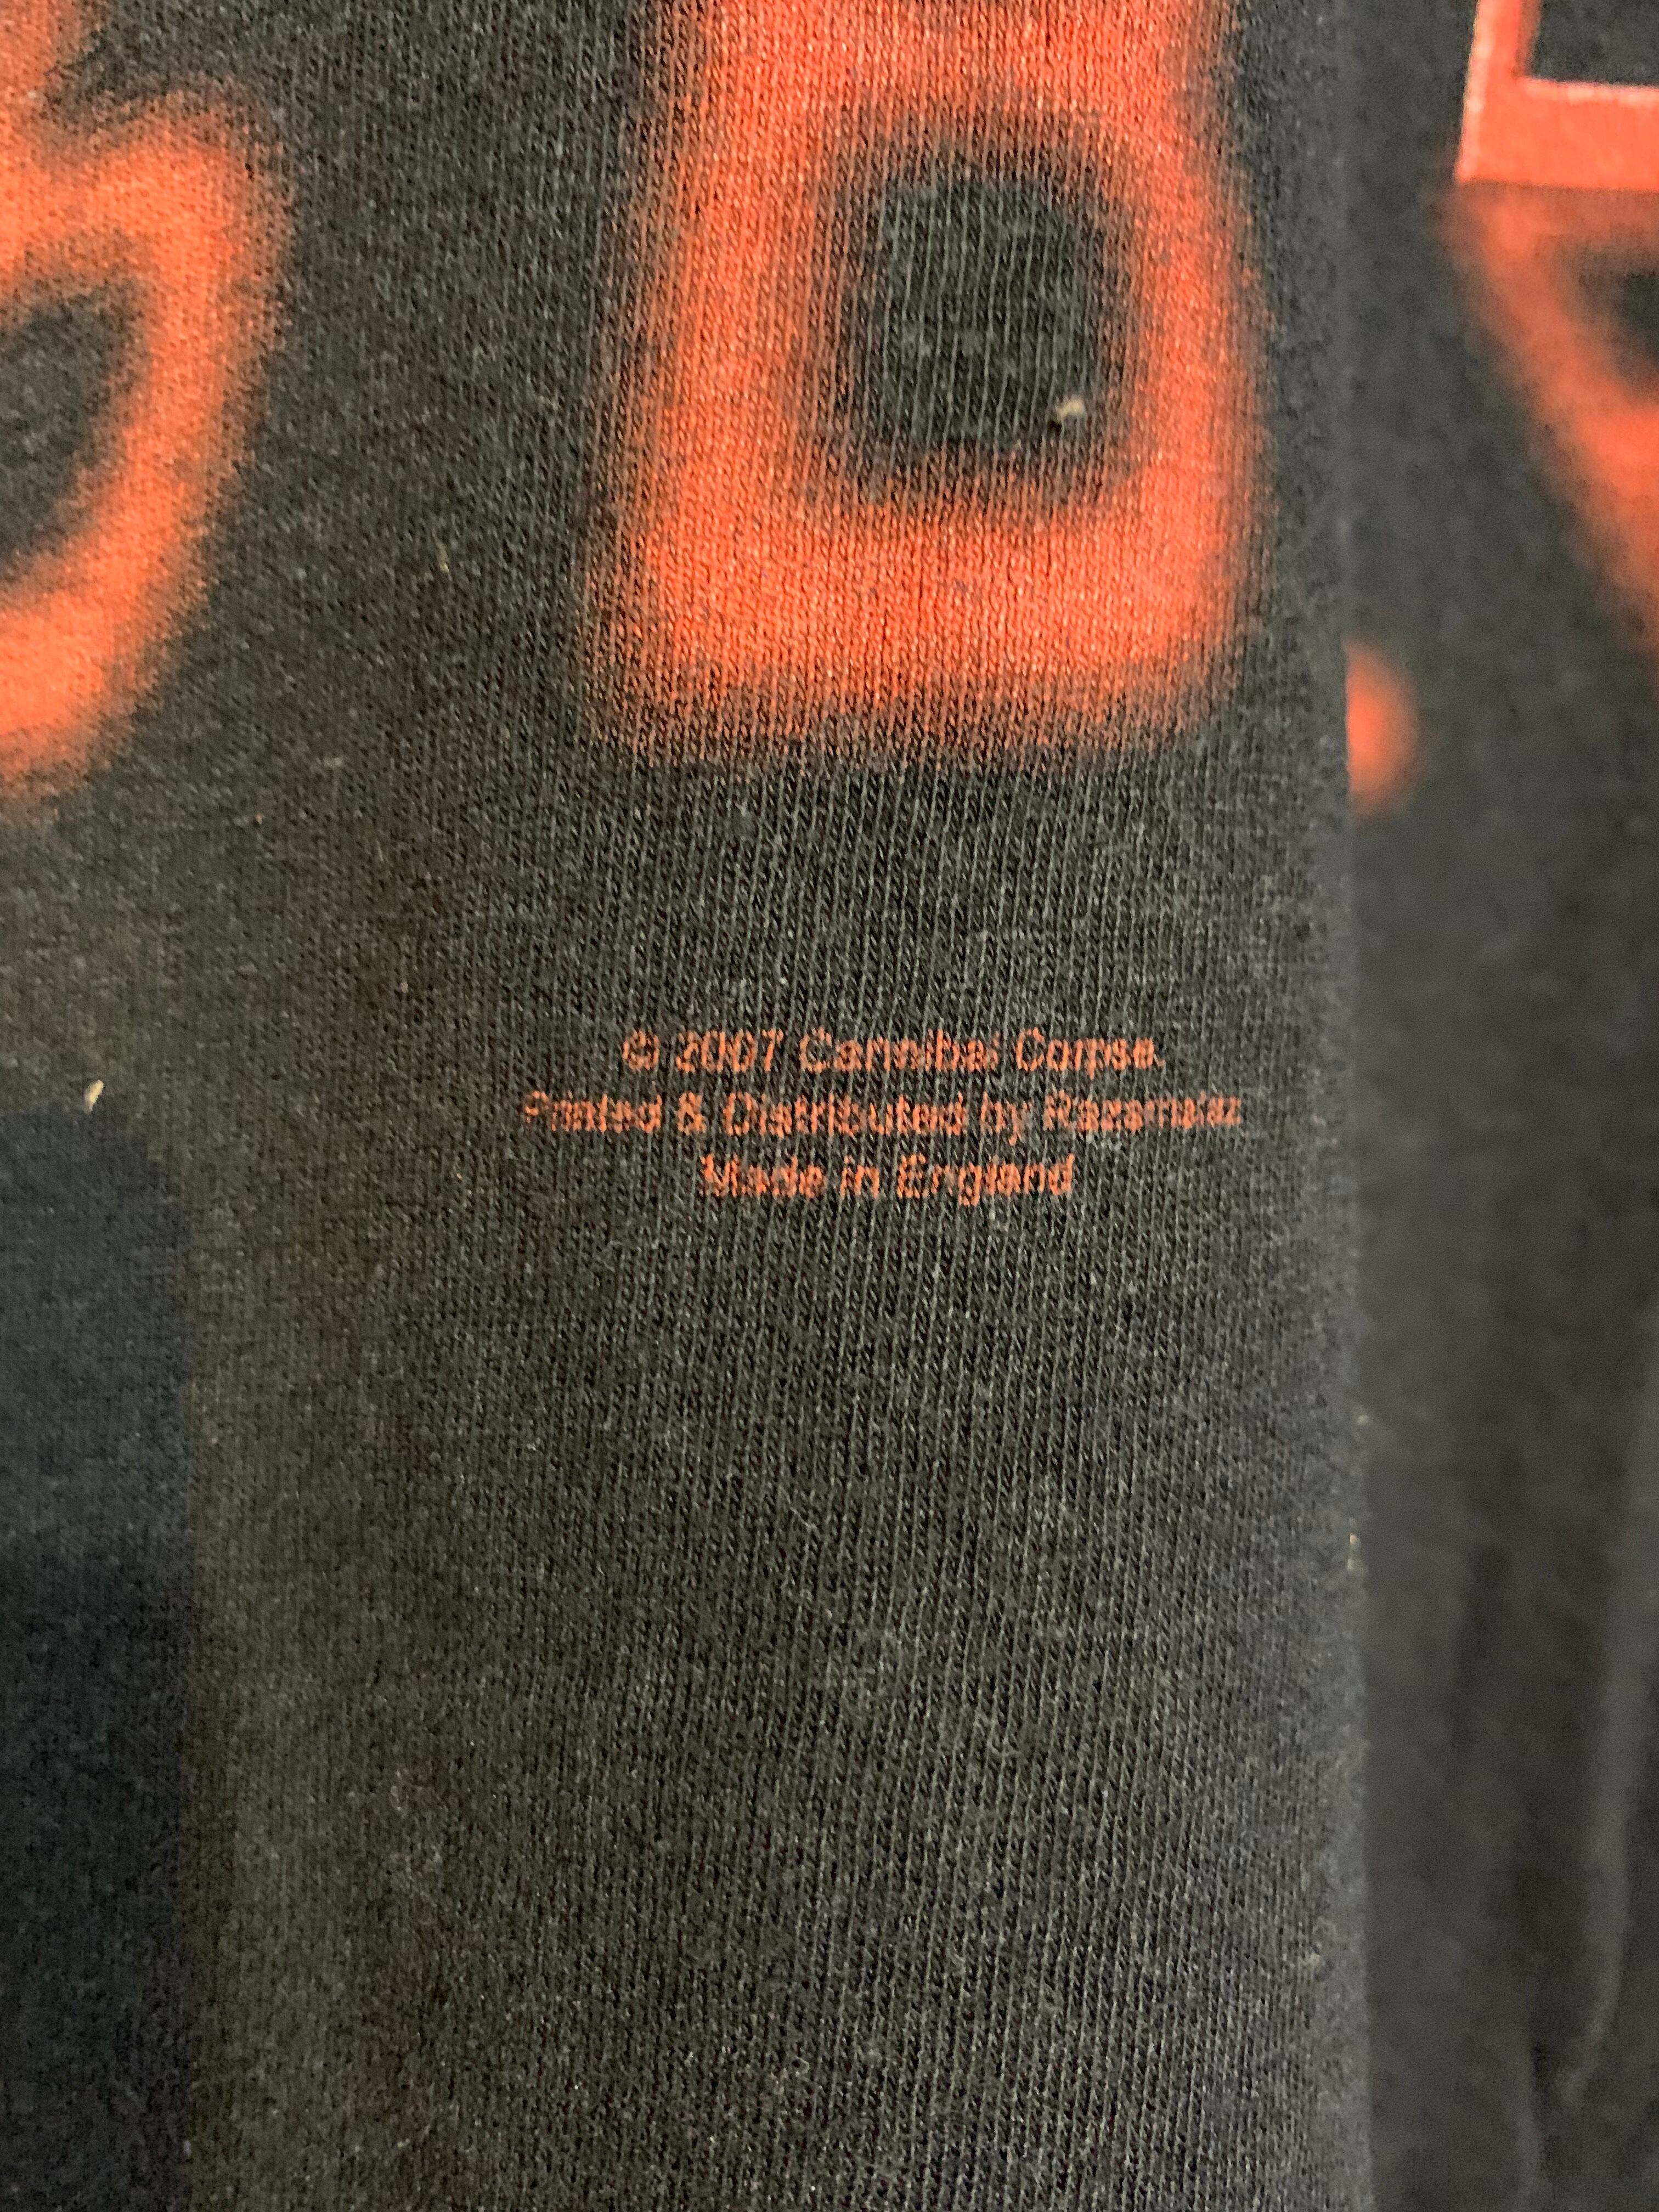 © 2007 Cannibal Corpse.
Printed & Distributed by Razamataz
Made in England